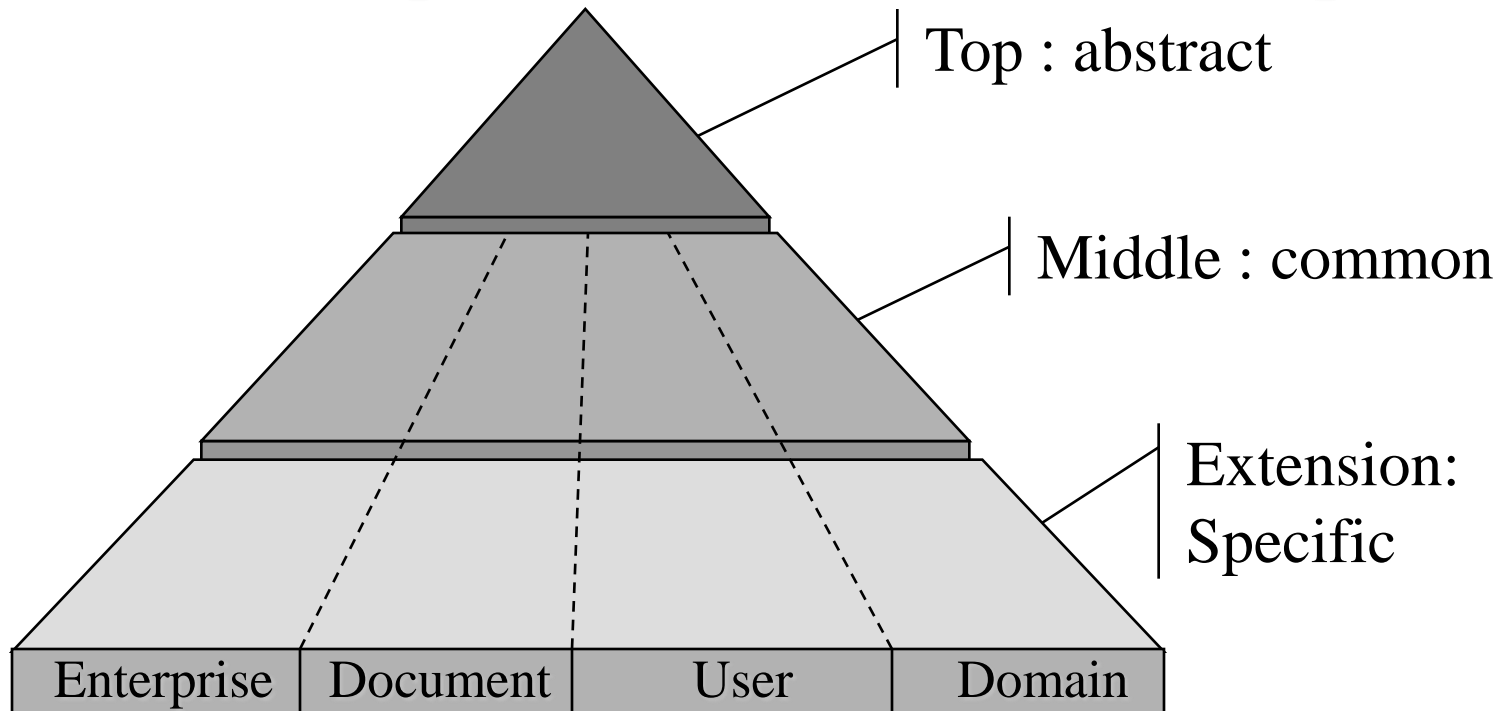 Top : abstract
Middle : common
Extension:
Specific
Enterprise Document User Domain